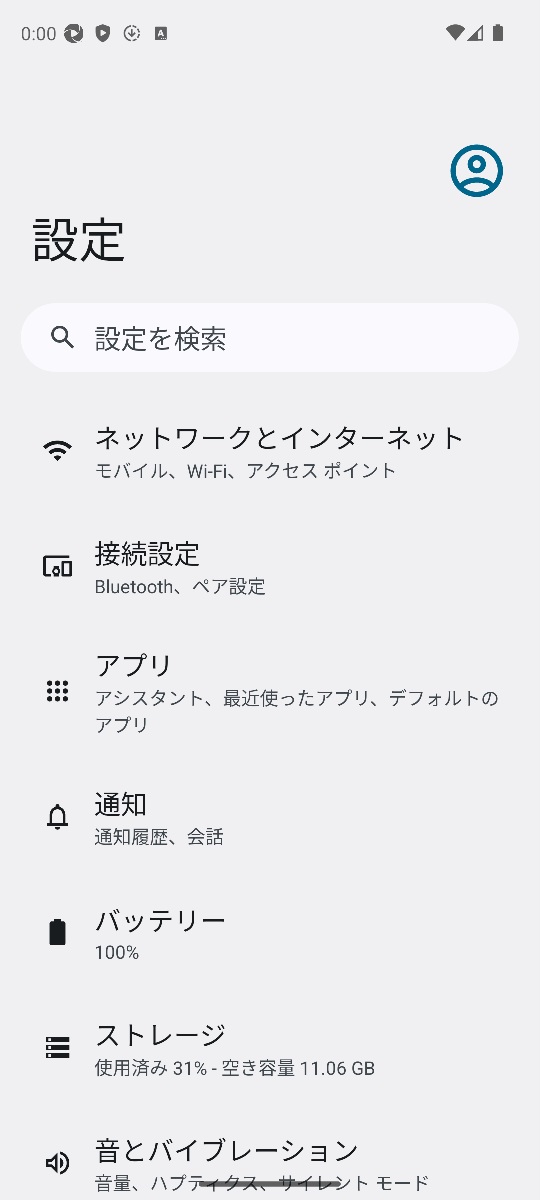 0:00
設定
設定を検索
ネットワークとインターネット
モバイル、Wi-Fi、アクセス ポイント
接続設定
Bluetooth、ペア設定
アプリ
アシスタント、最近使ったアプリ、デフォルトの
アプリ
通知
通知履歴、会話
バッテリー
100%
ストレージ
使用済み 31% - 空き容量 11.06 GB
音とバイブレーション
音量、ハプティクス、サイレント モード